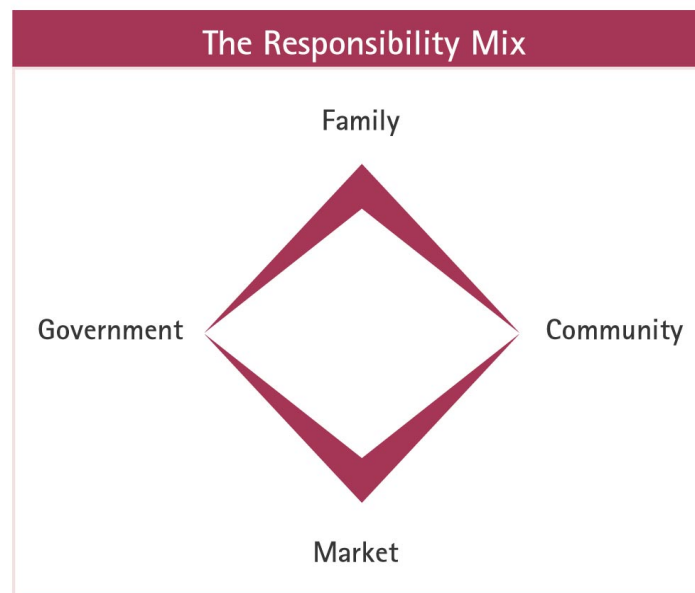 The Responsibility Mix
Family
Government
Community
Market